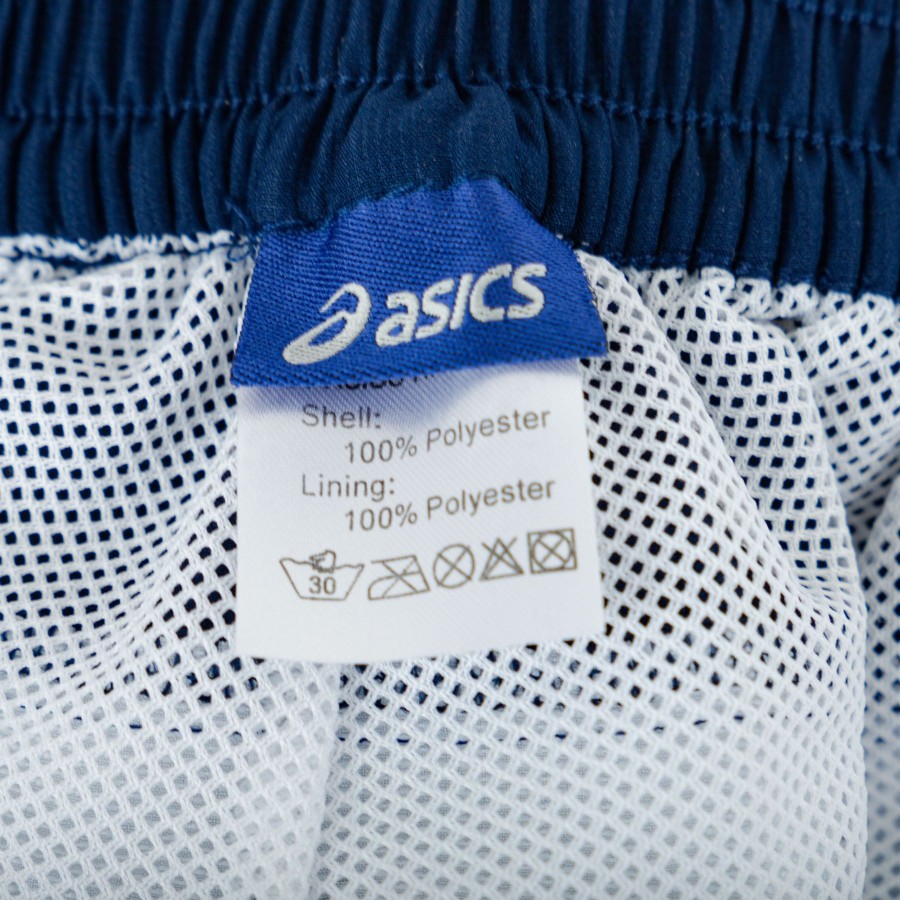 asics
Shell:
100% Polyester
Lining:
100% Polyester
30